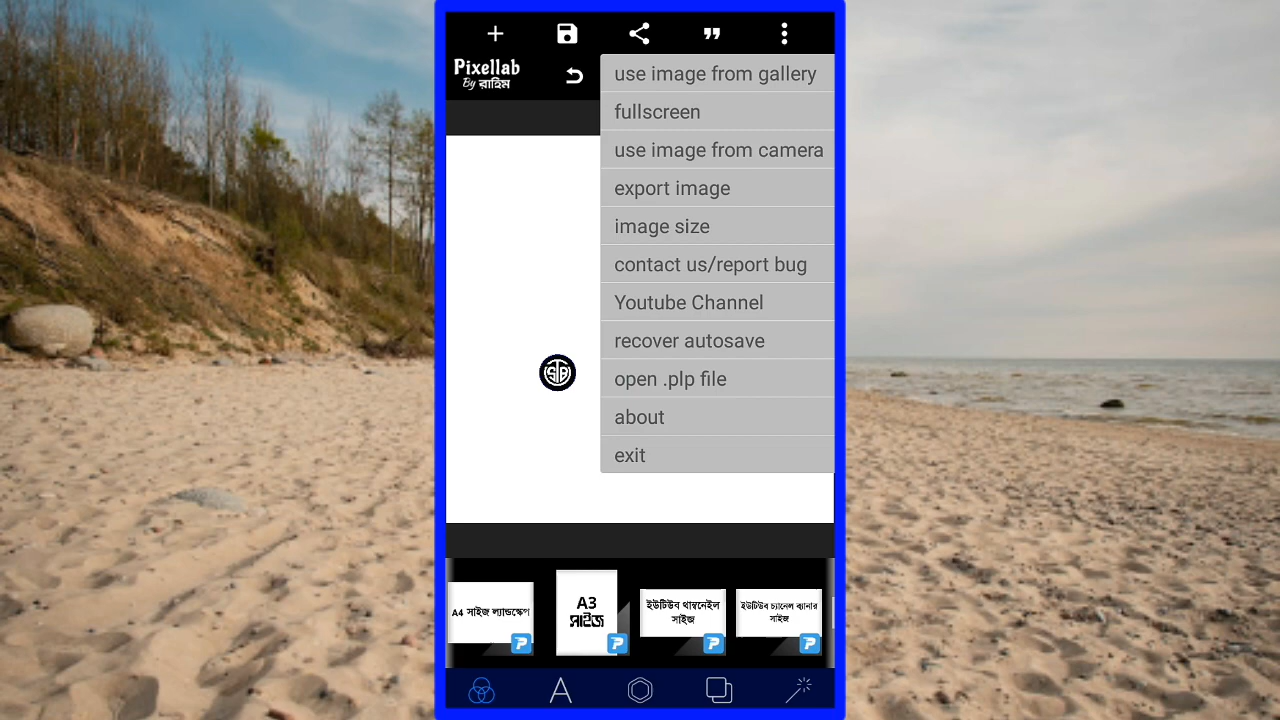 Pixellab
By রাহিম
use image from gallery
fullscreen
use image from camera
export image
image size
contact us/report bug
Youtube Channel
recover autosave
open .plp file
about
exit
A4 সাইজ ল্যান্ডস্কেপ
A3
সাইজ
ইউটিউব থাম্বনেইল
সাইজ
ইউটিউব চ্যানেল ব্যানার
সাইজ